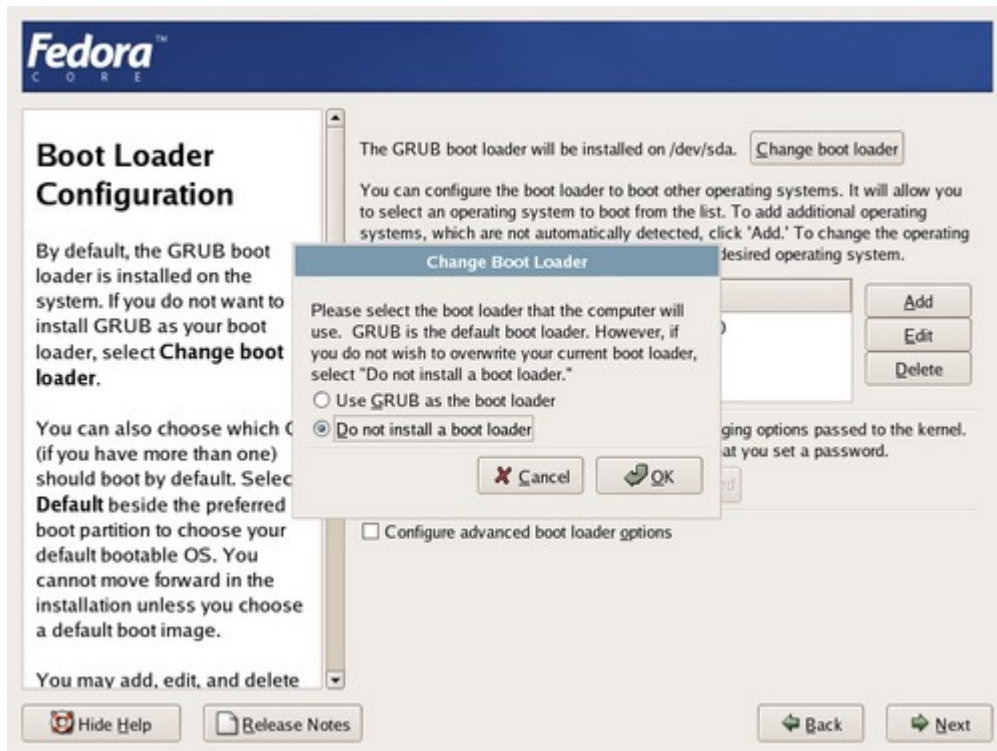 Fedora™
CORE
Boot Loader
Configuration
By default, the GRUB boot
loader is installed on the
system. If you do not want to
install GRUB as your boot
loader, select Change boot
loader.
You can also choose which
(if you have more than one)
should boot by default. Selec
Default beside the preferred
boot partition to choose your
default bootable OS. You
cannot move forward in the
installation unless you choose
a default boot image.
You may add, edit, and delete
The GRUB boot loader will be installed on /dev/sda. Change boot loader
You can configure the boot loader to boot other operating systems. It will allow you
to select an operating system to boot from the list. To add additional operating
systems, which are not automatically detected, click 'Add.' To change the operating
desired operating system.
Change Boot Loader
Please select the boot loader that the computer will
use. GRUB is the default boot loader. However, if
you do not wish to overwrite your current boot loader,
select "Do not install a boot loader."
Use GRUB as the boot loader
Do not install a boot loader
Cancel OK
Add
Edit
Delete
ging options passed to the kernel.
at you set a password.
Configure advanced boot loader options
Hide Help Release Notes Back Next